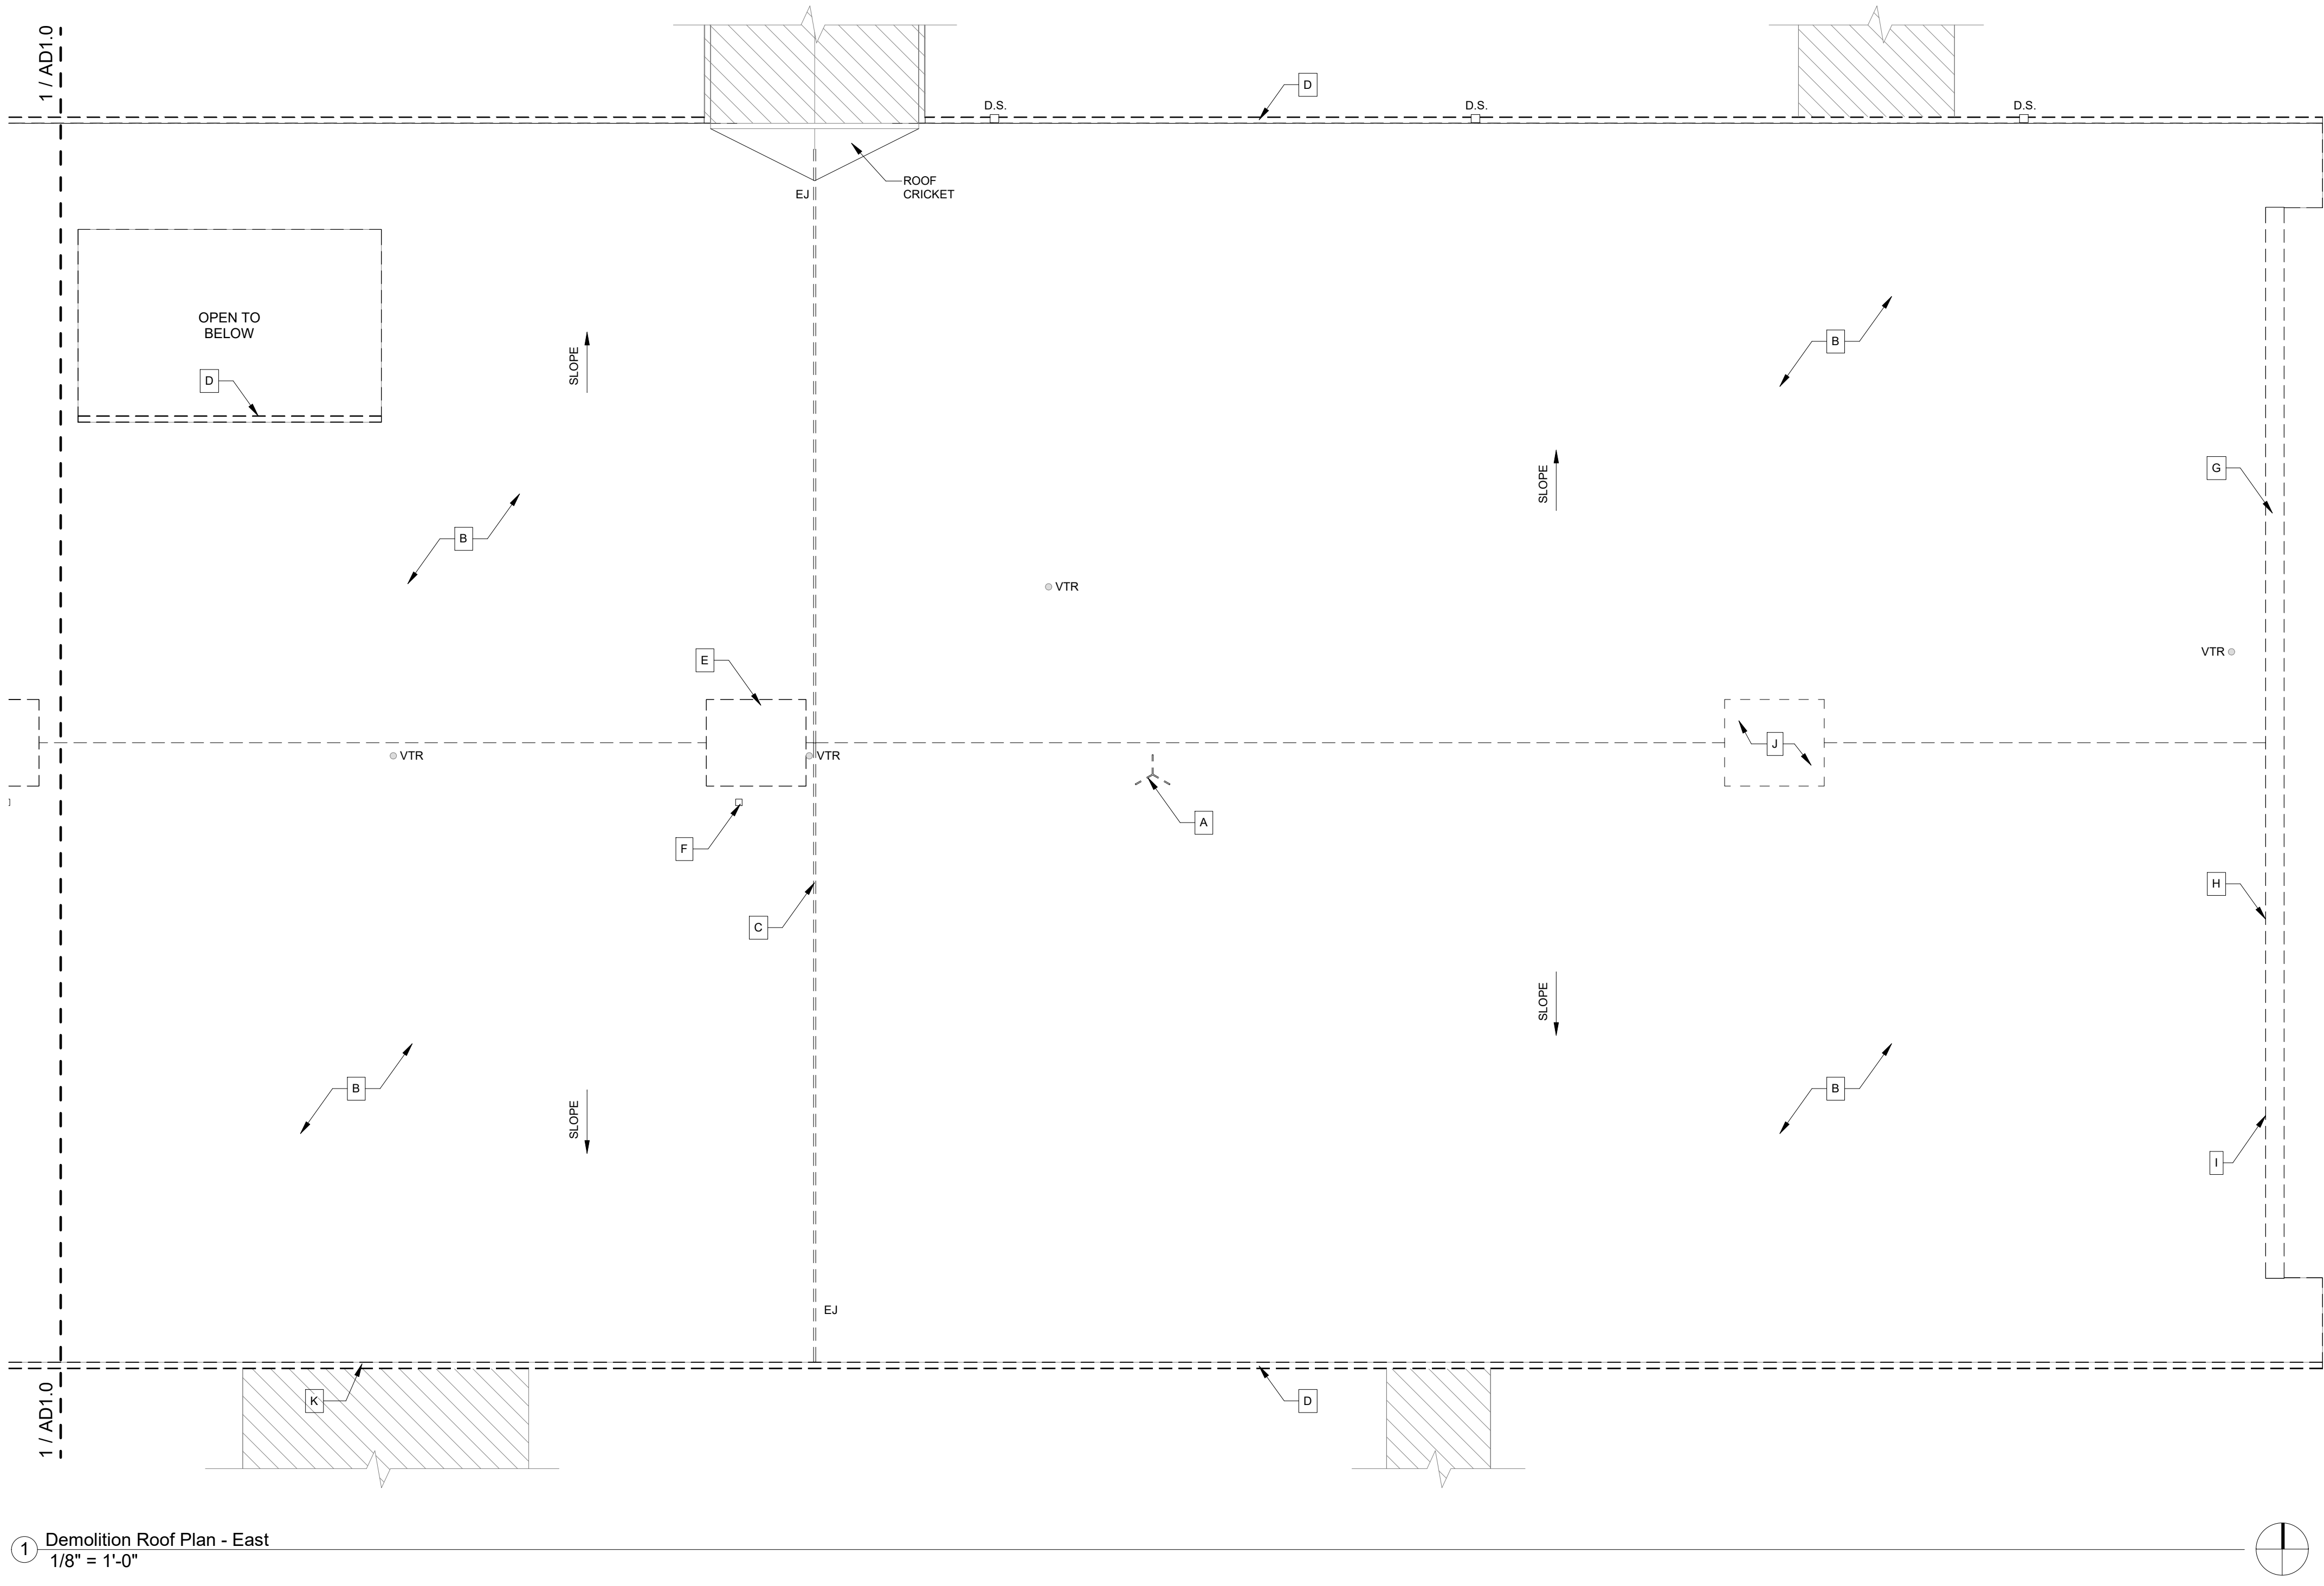 1 / AD1.0
D
D.S.
D.S.
D.S.
ROOF
CRICKET
EJ
OPEN TO
BELOW
D
SLOPE
B
SLOPE
G
B
VTR
VTR
E
J
VTR
VTR
A
F
H
C
SLOPE
B
B
SLOPE
I
EJ
1 / AD1.0
K
D
1
Demolition Roof Plan - East
1/8" = 1'-0"